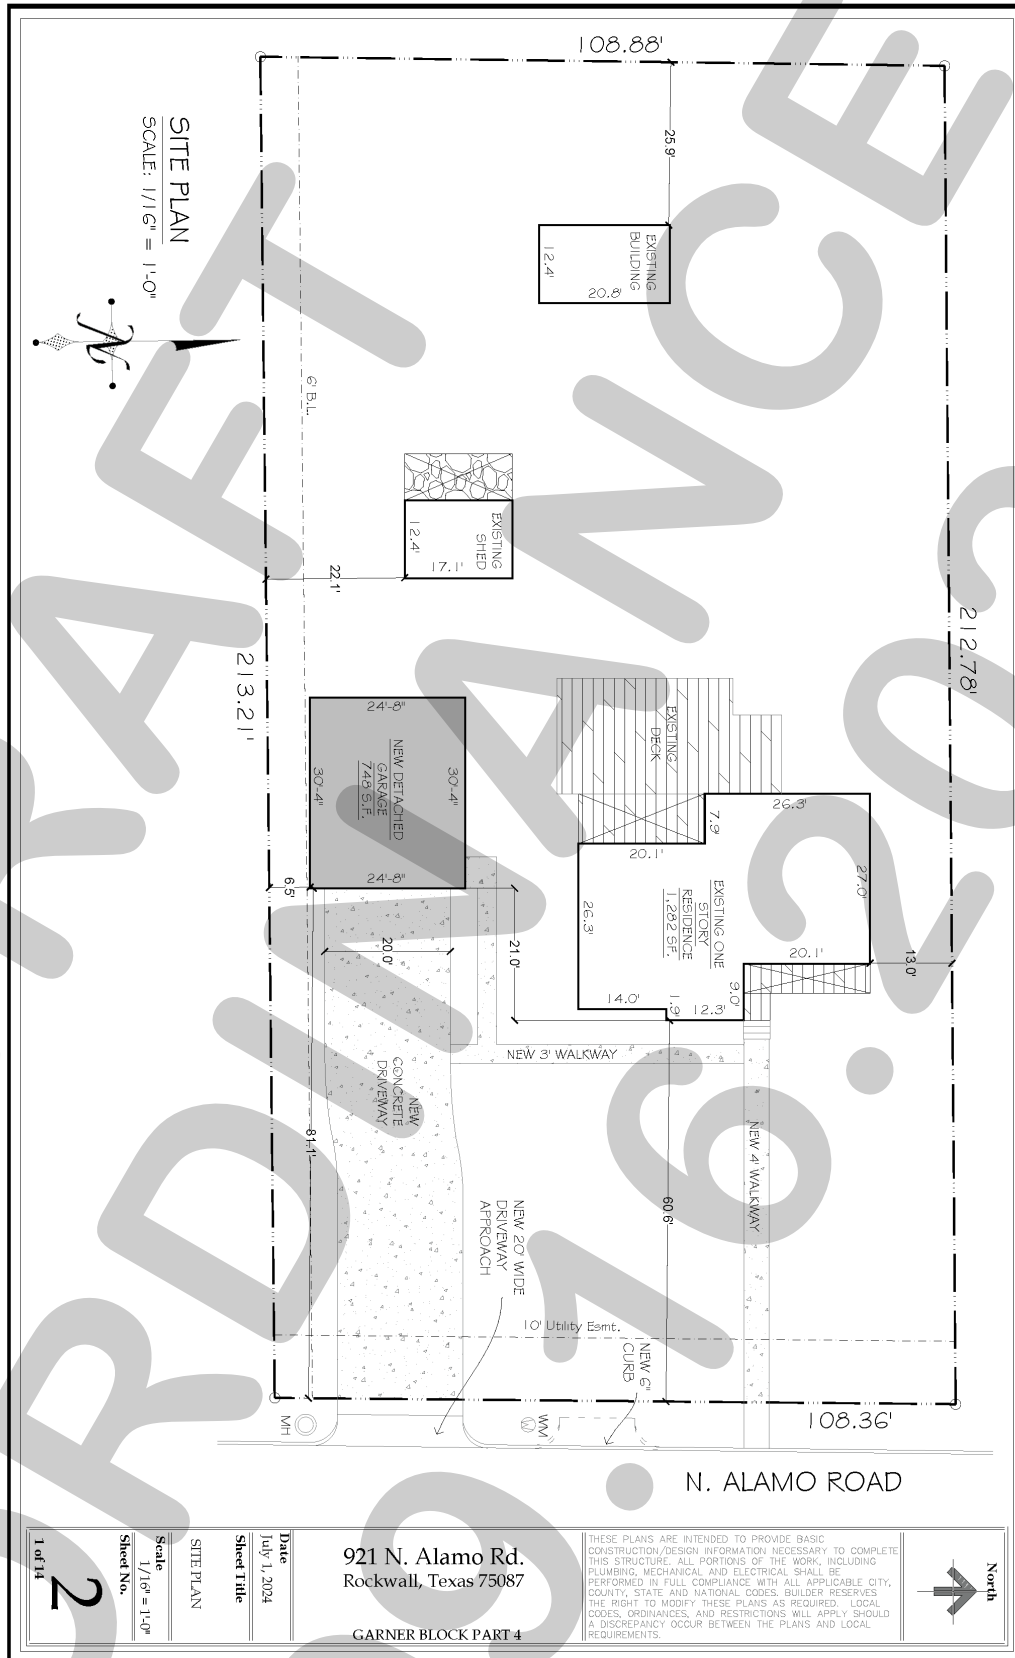 108.88'
25.9'
EXISTING
BUILDING
12.4'
20.8'
SITE PLAN
SCALE: 1/16" = 1'-0"
N
6' B.L.
EXISTING
SHED
12.4'
17.1'
22.1'
212.78'
213.21'
EXISTING
DECK
24'-8"
NEW DETACHED
GARAGE
748 S.F.
30'-4"
30'-4"
24'-8"
26.3'
7.9'
20.1'
27.0'
EXISTING ONE
STORY
RESIDENCE
1,282 SF.
26.3'
20.1'
13.0'
9.0'
14.0'
1.9'
12.3'
6.5'
20.0'
21.0'
NEW 3' WALKWAY
NEW
CONCRETE
DRIVEWAY
81.1'
NEW 4' WALKWAY
60.6'
NEW 20' WIDE
DRIVEWAY
APPROACH
10' Utility Esmt.
NEW 6"
CURB
108.36'
MH
WM
N. ALAMO ROAD
DRAFT
ORDINANCE
09.16.202
1 of 14
2
Sheet No.
Scale
1/16" = 1'-0"
SITE PLAN
Sheet Title
Date
July 1, 2024
921 N. Alamo Rd.
Rockwall, Texas 75087
GARNER BLOCK PART 4
THESE PLANS ARE INTENDED TO PROVIDE BASIC
CONSTRUCTION/DESIGN INFORMATION NECESSARY TO COMPLETE
THIS STRUCTURE. ALL PORTIONS OF THE WORK, INCLUDING
PLUMBING, MECHANICAL AND ELECTRICAL SHALL BE
PERFORMED IN FULL COMPLIANCE WITH ALL APPLICABLE CITY,
COUNTY, STATE AND NATIONAL CODES. BUILDER RESERVES
THE RIGHT TO MODIFY THESE PLANS AS REQUIRED. LOCAL
CODES, ORDINANCES, AND RESTRICTIONS WILL APPLY SHOULD
A DISCREPANCY OCCUR BETWEEN THE PLANS AND LOCAL
REQUIREMENTS.
North